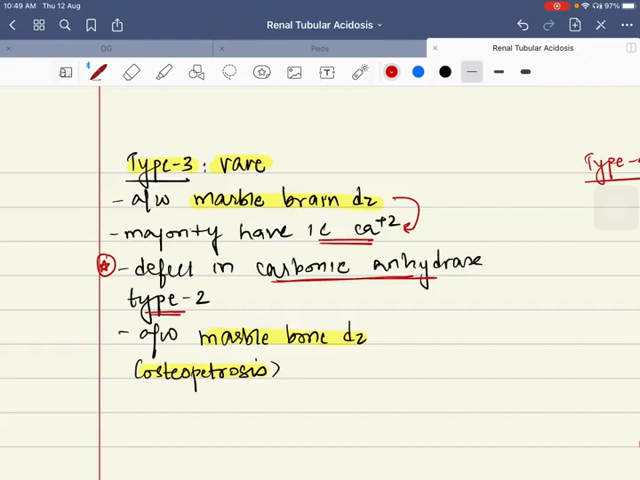 10:49 AM Thu 12 Aug
97%
Renal Tubular Acidosis
OG
Peds
Renal Tubular Acidosis
Type-3 : rare
Type-
- a/w marble brain dz
- majority have ic ca+2
- defect in carbonic anhydrase
type-2
- a/w marble bone dz
(osteopetrosis)